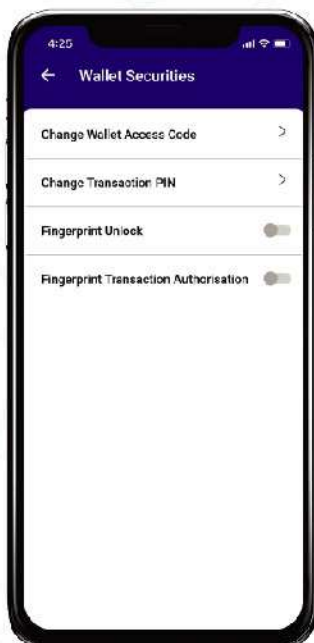 4:25
Wallet Securities
Change Wallet Access Code
Change Transaction PIN
Fingerprint Unlock
Fingerprint Transaction Authorisation